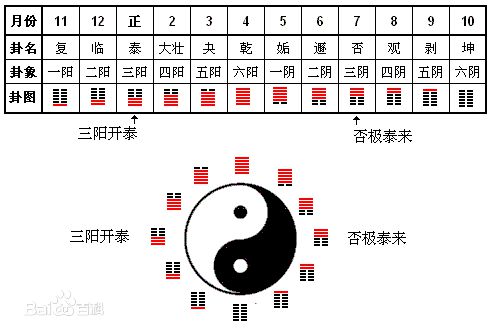 月份 11 12 正 2 3 4 5 6 7 8 9 10
卦名 复 临 泰 大壮 夬 乾 姤 遯 否 观 剥 坤
卦象 一阳 二阳 三阳 四阳 五阳 六阳 一阴 二阴 三阴 四阴 五阴 六阴
卦图
三阳开泰 否极泰来
三阳开泰 否极泰来
Bai百科